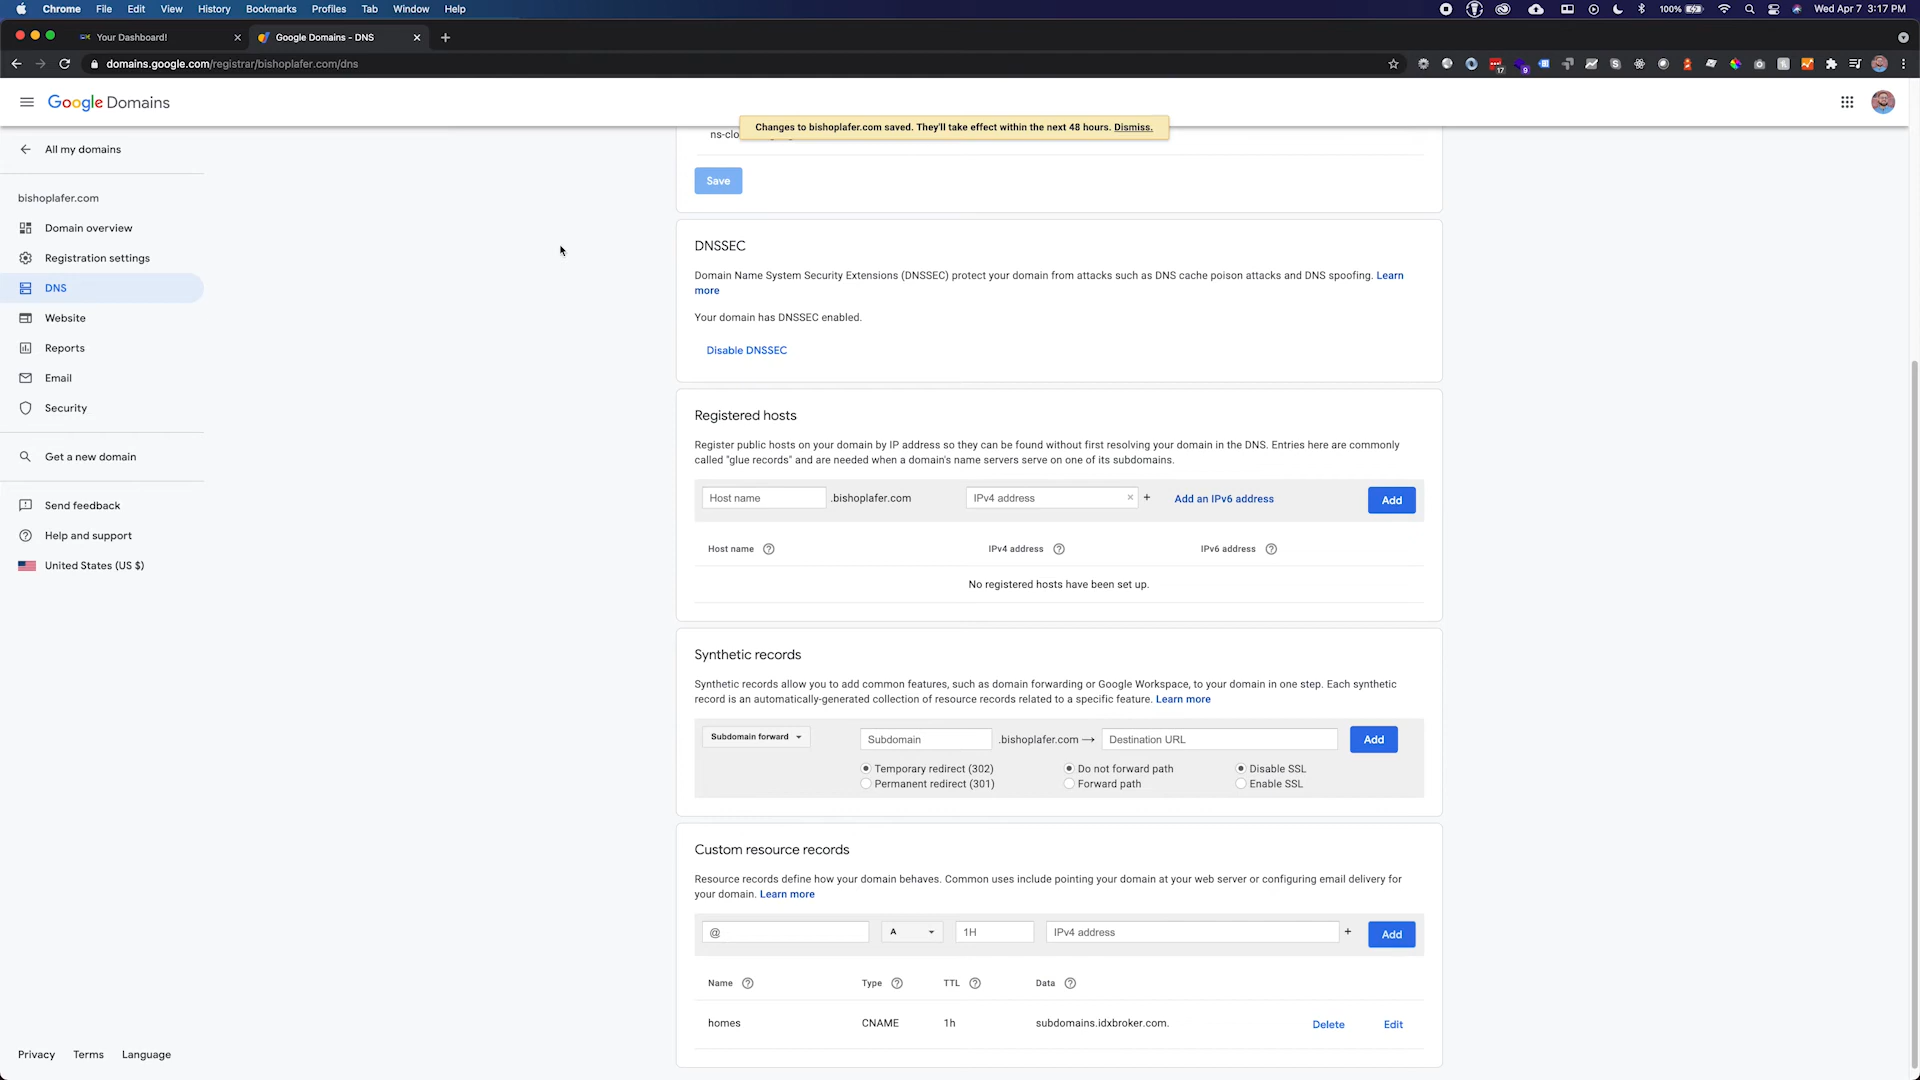 Chrome File Edit View History Bookmarks Profiles Tab Window Help 100% Wed Apr 7 3:17 PM
Your Dashboard! Google Domains - DNS
domains.google.com/registrar/bishoplafer.com/dns 17 9
Google Domains
Changes to bishoplafer.com saved. They'll take effect within the next 48 hours. Dismiss.
ns-clo
All my domains
Save
bishoplafer.com
Domain overview
Registration settings
DNS
Website
Reports
Email
Security
Get a new domain
Send feedback
Help and support
United States (US $)
DNSSEC
Domain Name System Security Extensions (DNSSEC) protect your domain from attacks such as DNS cache poison attacks and DNS spoofing. Learn
more
Your domain has DNSSEC enabled.
Disable DNSSEC
Registered hosts
Register public hosts on your domain by IP address so they can be found without first resolving your domain in the DNS. Entries here are commonly
called "glue records" and are needed when a domain's name servers serve on one of its subdomains.
Host name .bishoplafer.com IPv4 address × + Add an IPv6 address Add
Host name ? IPv4 address ? IPv6 address ?
No registered hosts have been set up.
Synthetic records
Synthetic records allow you to add common features, such as domain forwarding or Google Workspace, to your domain in one step. Each synthetic
record is an automatically-generated collection of resource records related to a specific feature. Learn more
Subdomain forward Subdomain .bishoplafer.com → Destination URL Add
Temporary redirect (302) Do not forward path Disable SSL
Permanent redirect (301) Forward path Enable SSL
Custom resource records
Resource records define how your domain behaves. Common uses include pointing your domain at your web server or configuring email delivery for
your domain. Learn more
@ A 1H IPv4 address + Add
Name ? Type ? TTL ? Data ?
homes CNAME 1h subdomains.idxbroker.com. Delete Edit
Privacy Terms Language